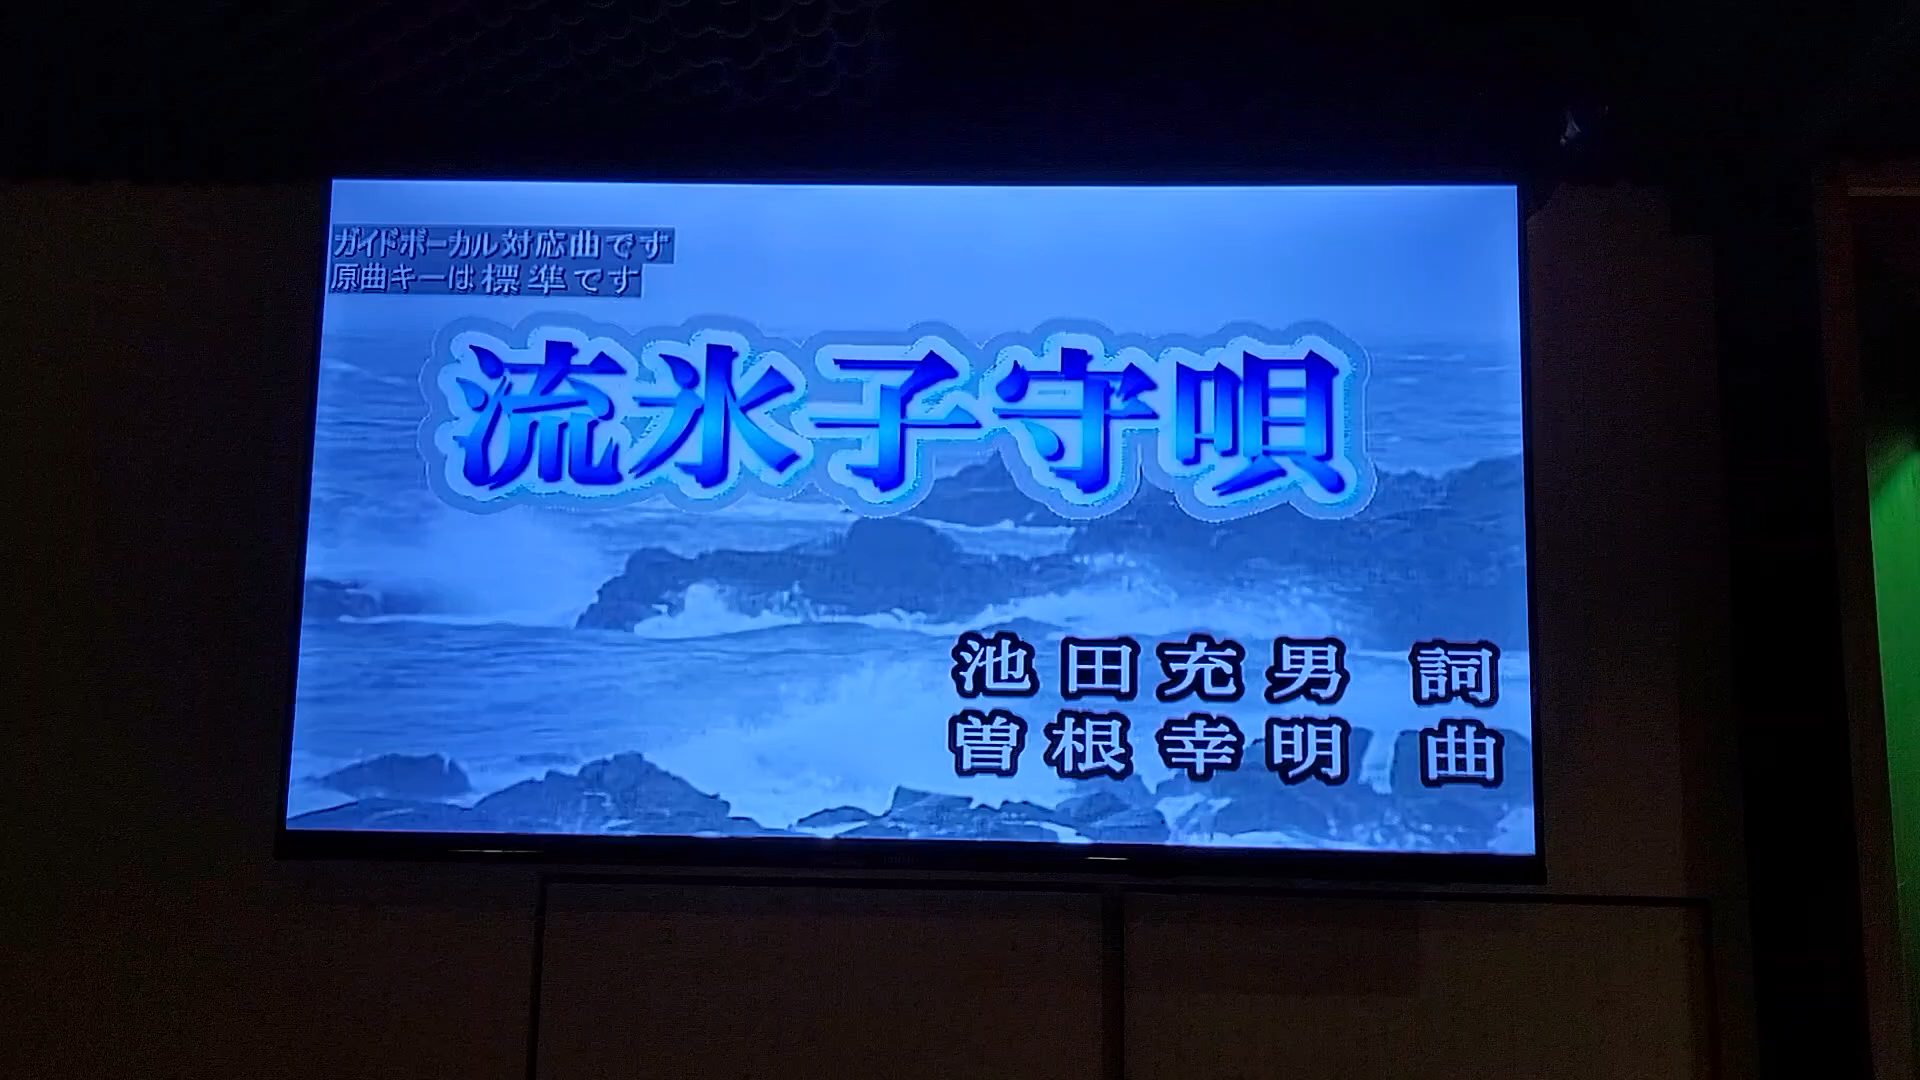 ガイドボーカル対応曲です
原曲キーは標準です
流氷子守唄
池田充男 詞
曽根幸明 曲